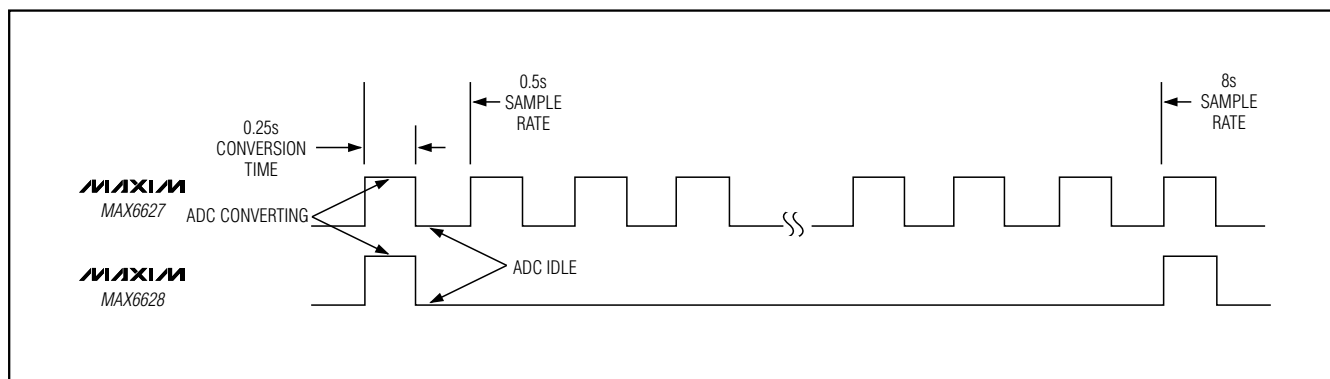 0.5s
SAMPLE
RATE
8s
SAMPLE
RATE
0.25s
CONVERSION
TIME
MAXIM
MAX6627
ADC CONVERTING
ADC IDLE
MAXIM
MAX6628